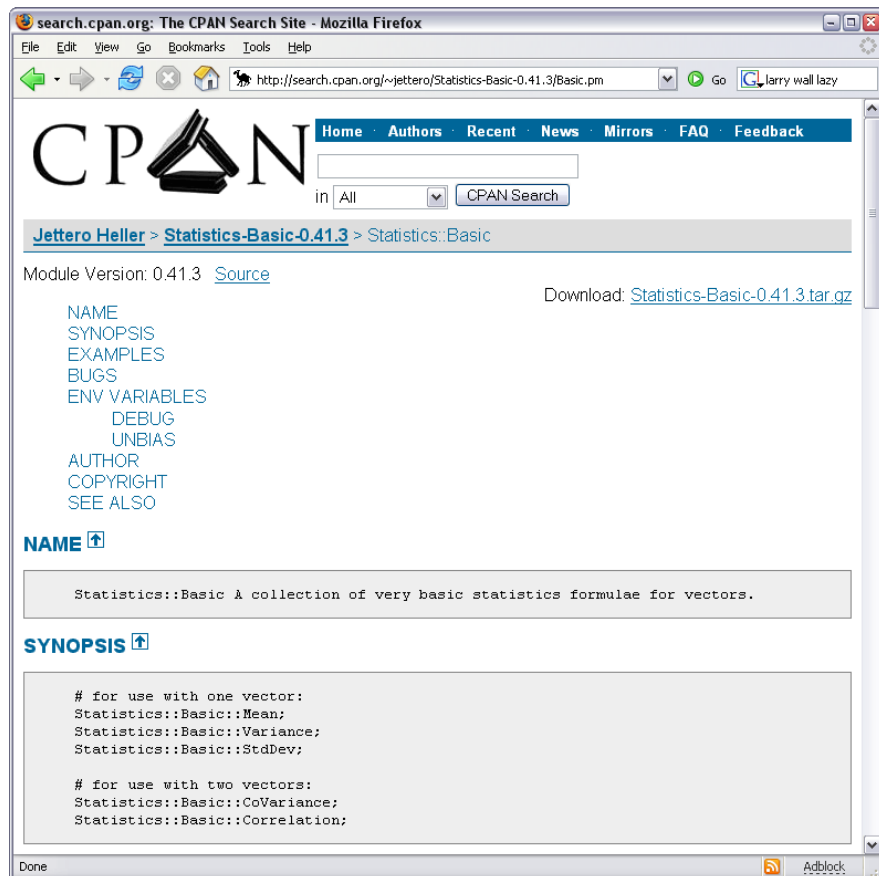 search.cpan.org: The CPAN Search Site - Mozilla Firefox
File Edit View Go Bookmarks Tools Help
http://search.cpan.org/~jettero/Statistics-Basic-0.41.3/Basic.pm Go G larry wall lazy
CPAN
Home · Authors · Recent · News · Mirrors · FAQ · Feedback
in All CPAN Search
Jettero Heller > Statistics-Basic-0.41.3 > Statistics::Basic
Module Version: 0.41.3 Source
Download: Statistics-Basic-0.41.3.tar.gz
NAME
SYNOPSIS
EXAMPLES
BUGS
ENV VARIABLES
DEBUG
UNBIAS
AUTHOR
COPYRIGHT
SEE ALSO
NAME
Statistics::Basic A collection of very basic statistics formulae for vectors.
SYNOPSIS
# for use with one vector:
Statistics::Basic::Mean;
Statistics::Basic::Variance;
Statistics::Basic::StdDev;
# for use with two vectors:
Statistics::Basic::CoVariance;
Statistics::Basic::Correlation;
Done Adblock